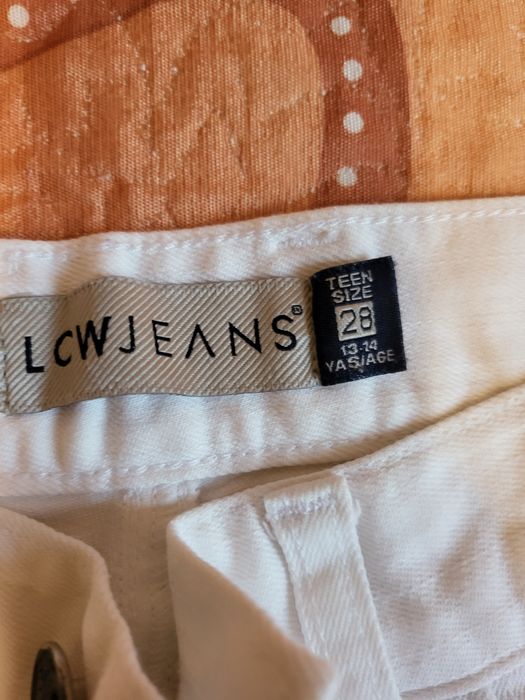 LCWJEANS®
TEEN
SIZE
28
13-14
YAŞ/AGE